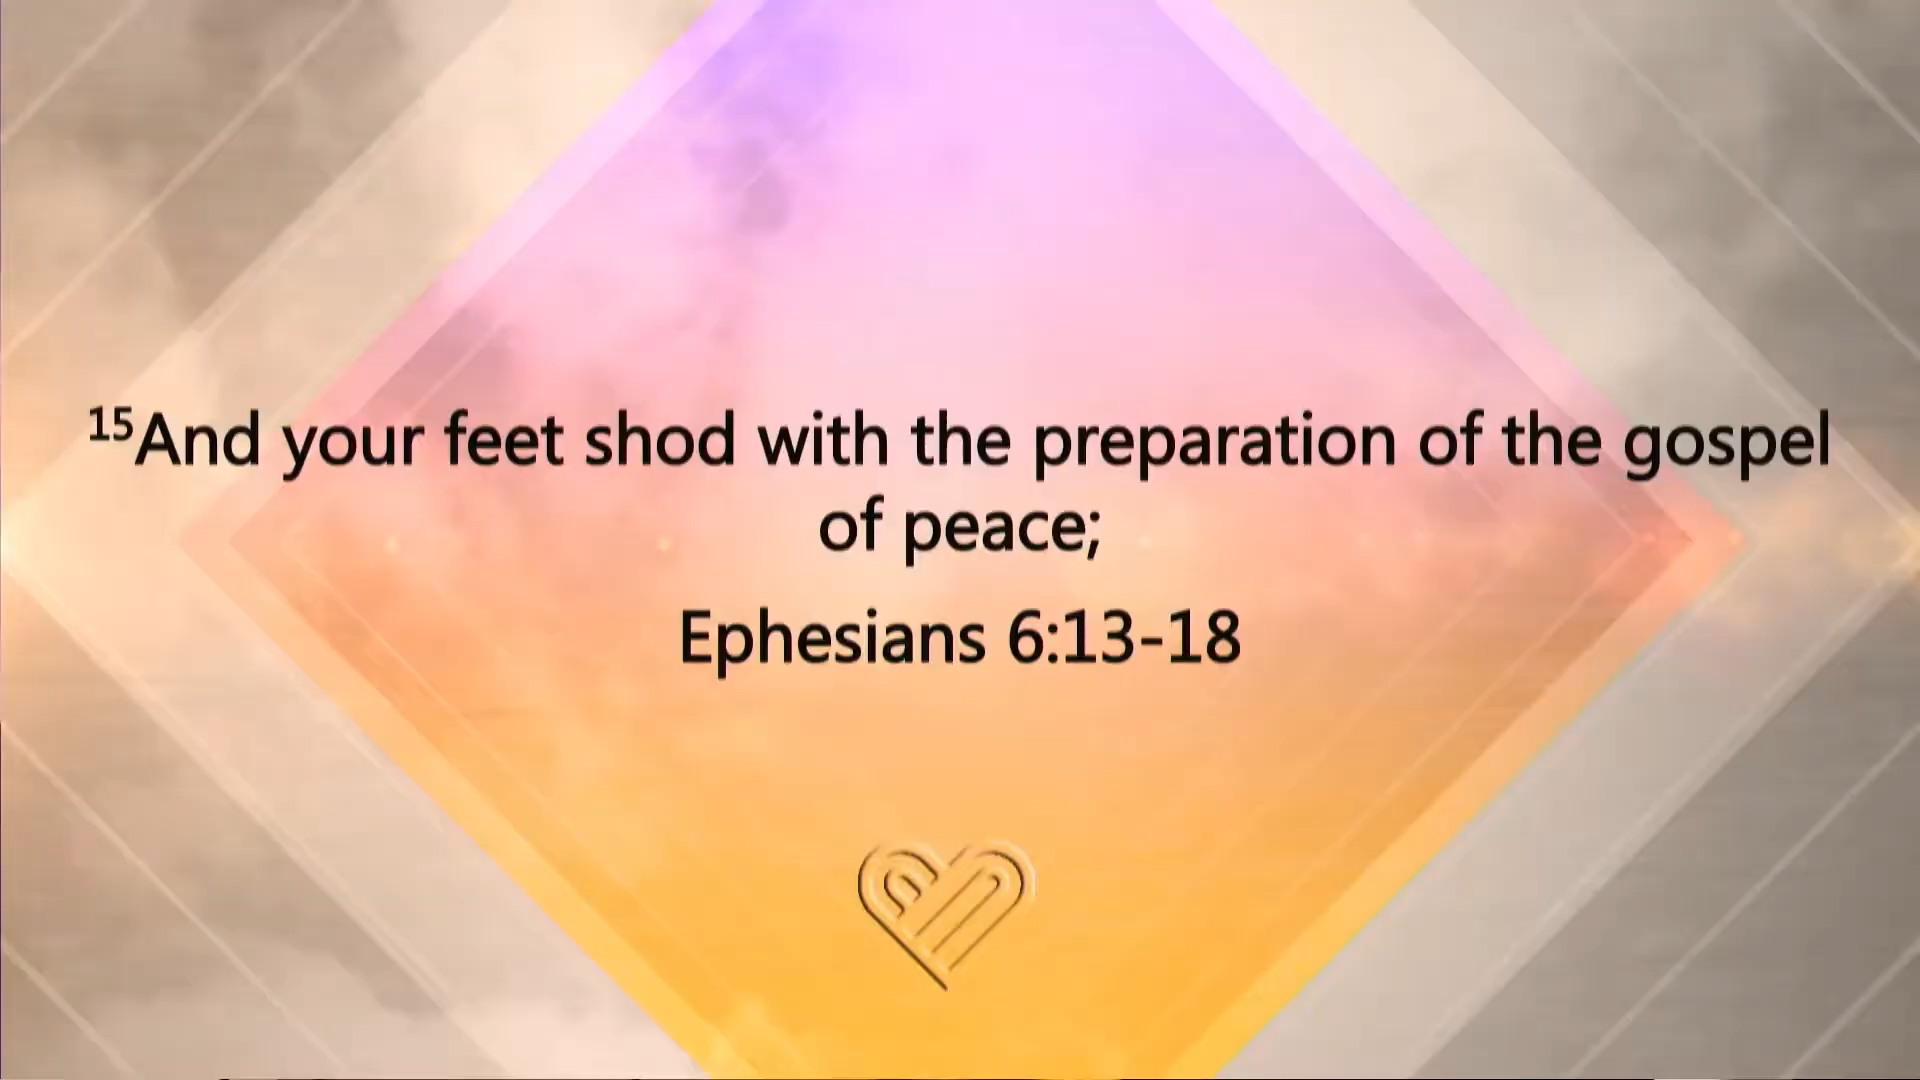 15And your feet shod with the preparation of the gospel
of peace;
Ephesians 6:13-18